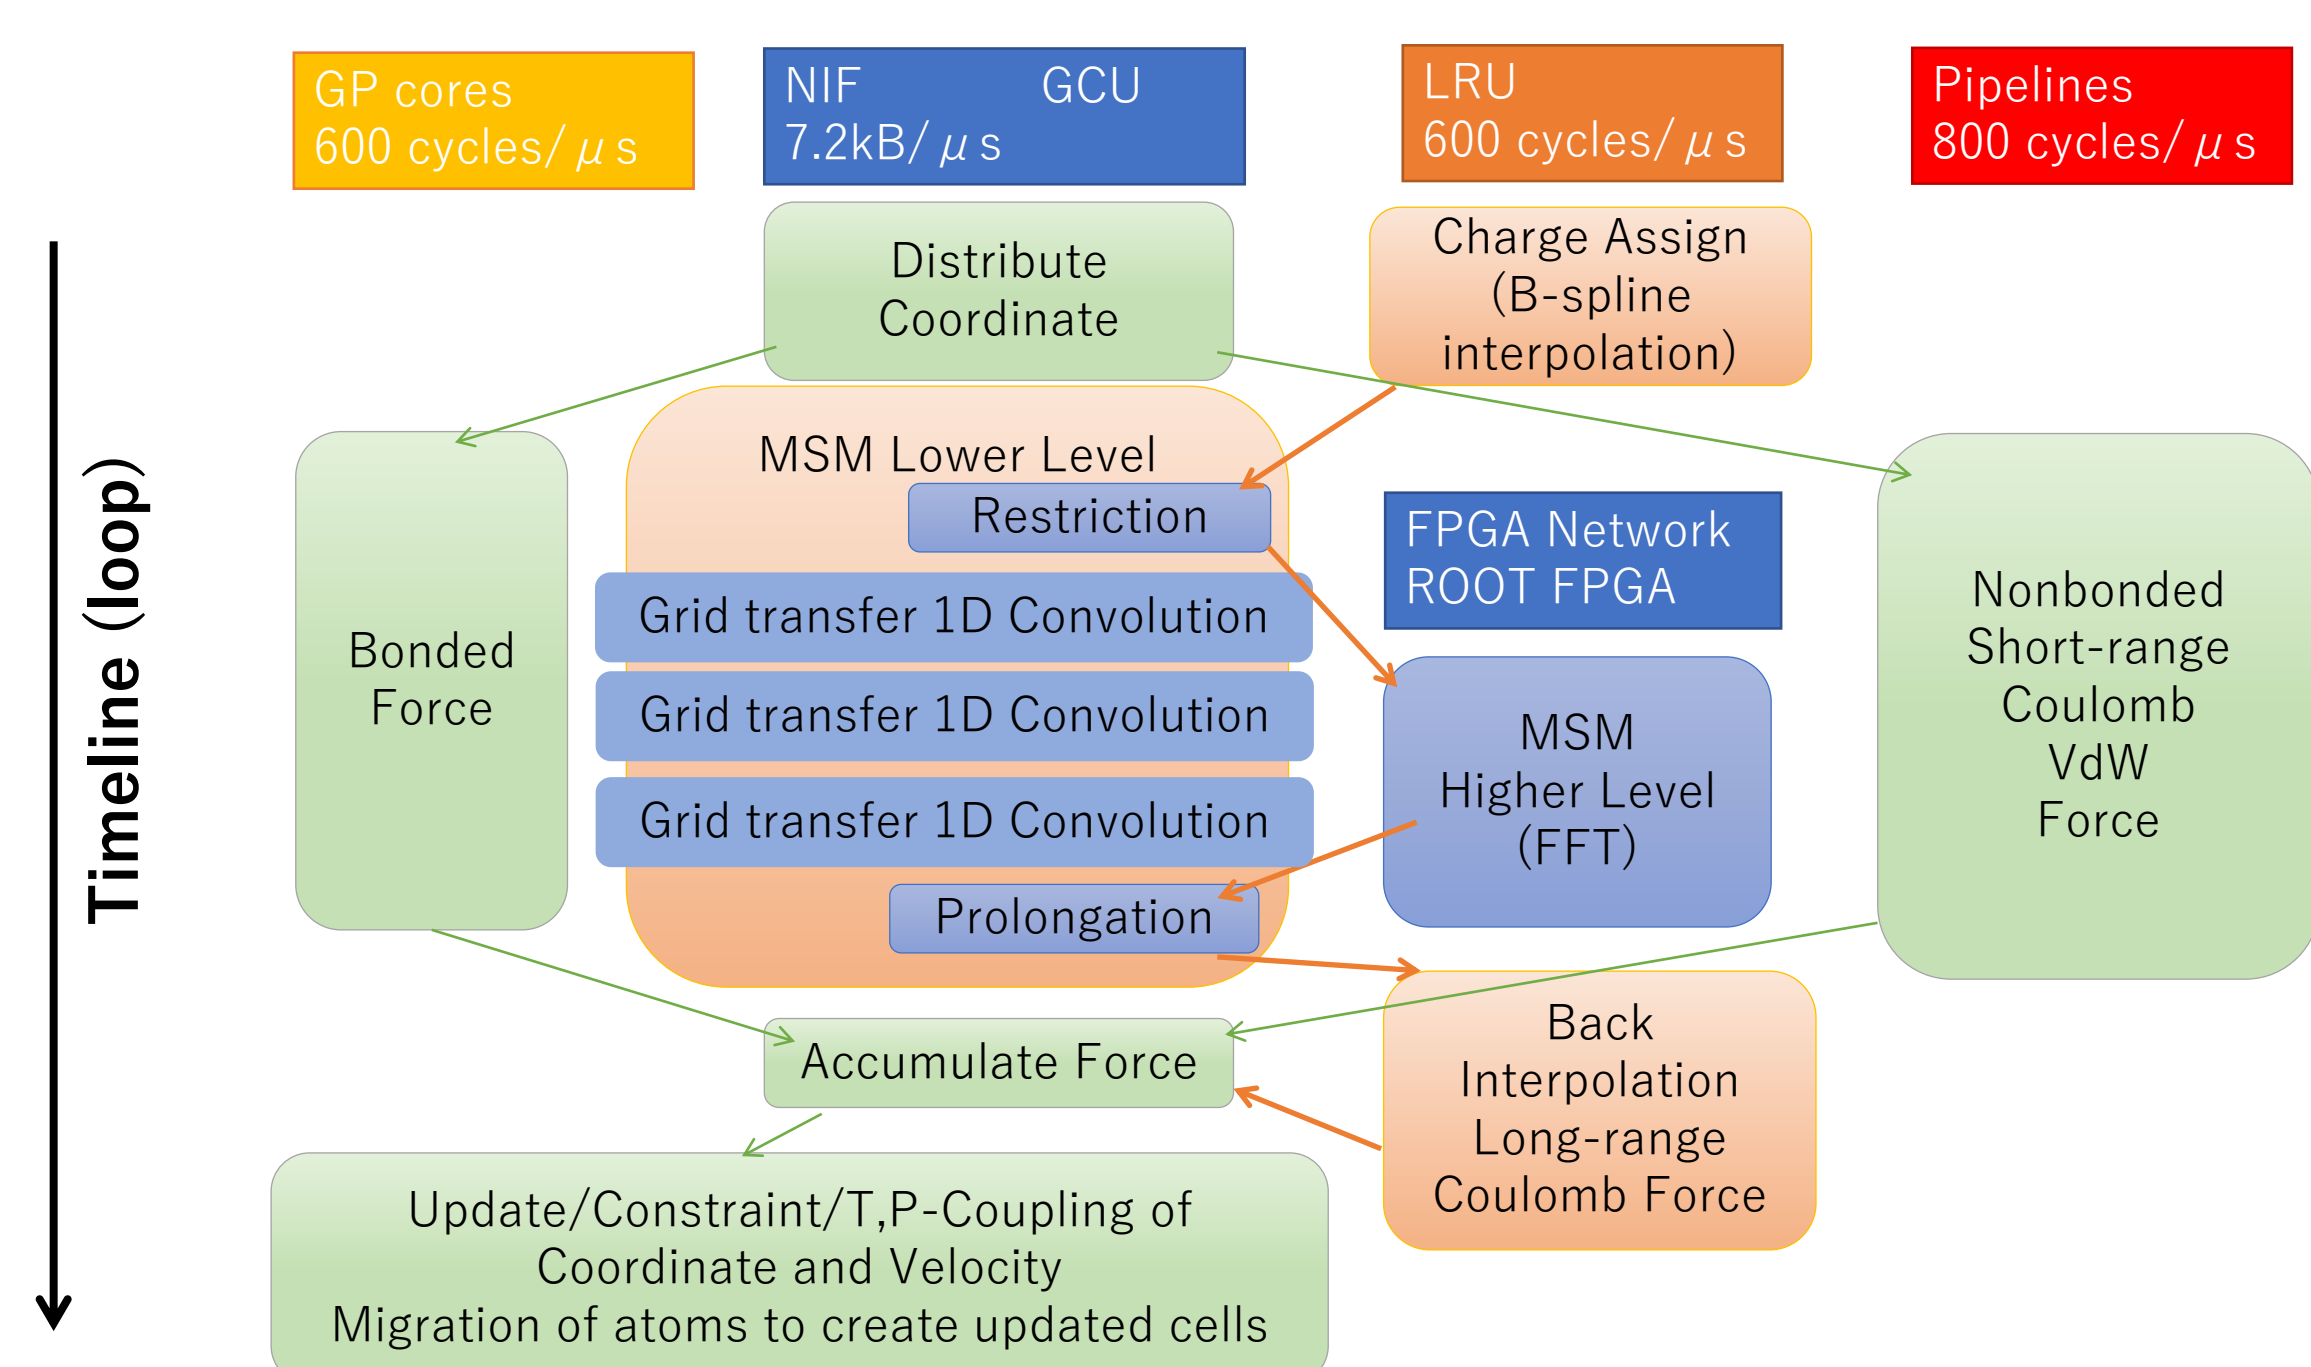 GP cores
600 cycles/μs
NIF GCU
7.2kB/μs
LRU
600 cycles/μs
Pipelines
800 cycles/μs
Timeline (loop)
Distribute
Coordinate
Charge Assign
(B-spline
interpolation)
MSM Lower Level
Restriction
Grid transfer 1D Convolution
Grid transfer 1D Convolution
Grid transfer 1D Convolution
Prolongation
Bonded
Force
FPGA Network
ROOT FPGA
MSM
Higher Level
(FFT)
Nonbonded
Short-range
Coulomb
VdW
Force
Accumulate Force
Back
Interpolation
Long-range
Coulomb Force
Update/Constraint/T,P-Coupling of
Coordinate and Velocity
Migration of atoms to create updated cells